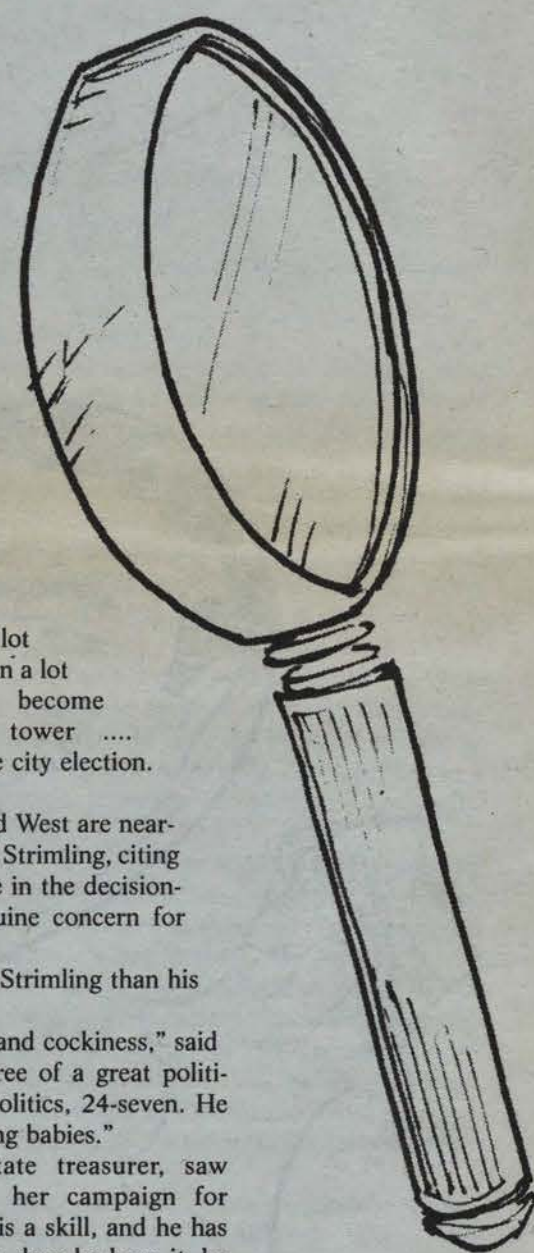 lot
n a lot
become
tower ....
e city election.
d West are near-
Strimling, citing
e in the decision-
uine concern for
Strimling than his
and cockiness," said
ree of a great politi-
olitics, 24-seven. He
ng babies."
ate treasurer, saw
her campaign for
is a skill, and he has